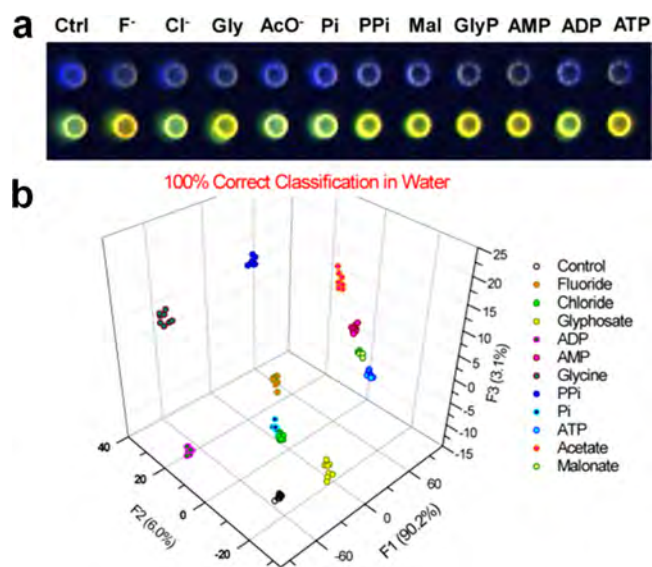 a
Ctrl F⁻ Cl⁻ Gly AcO⁻ Pi PPi Mal GlyP AMP ADP ATP
100% Correct Classification in Water
b
25
20
15
10
5
0
-5
-10
-15
F3 (3.1%)
40
20
0
-20
F2 (6.0%)
-60
0
60
F1 (90.2%)
Control
Fluoride
Chloride
Glyphosate
ADP
AMP
Glycine
PPi
Pi
ATP
Acetate
Malonate